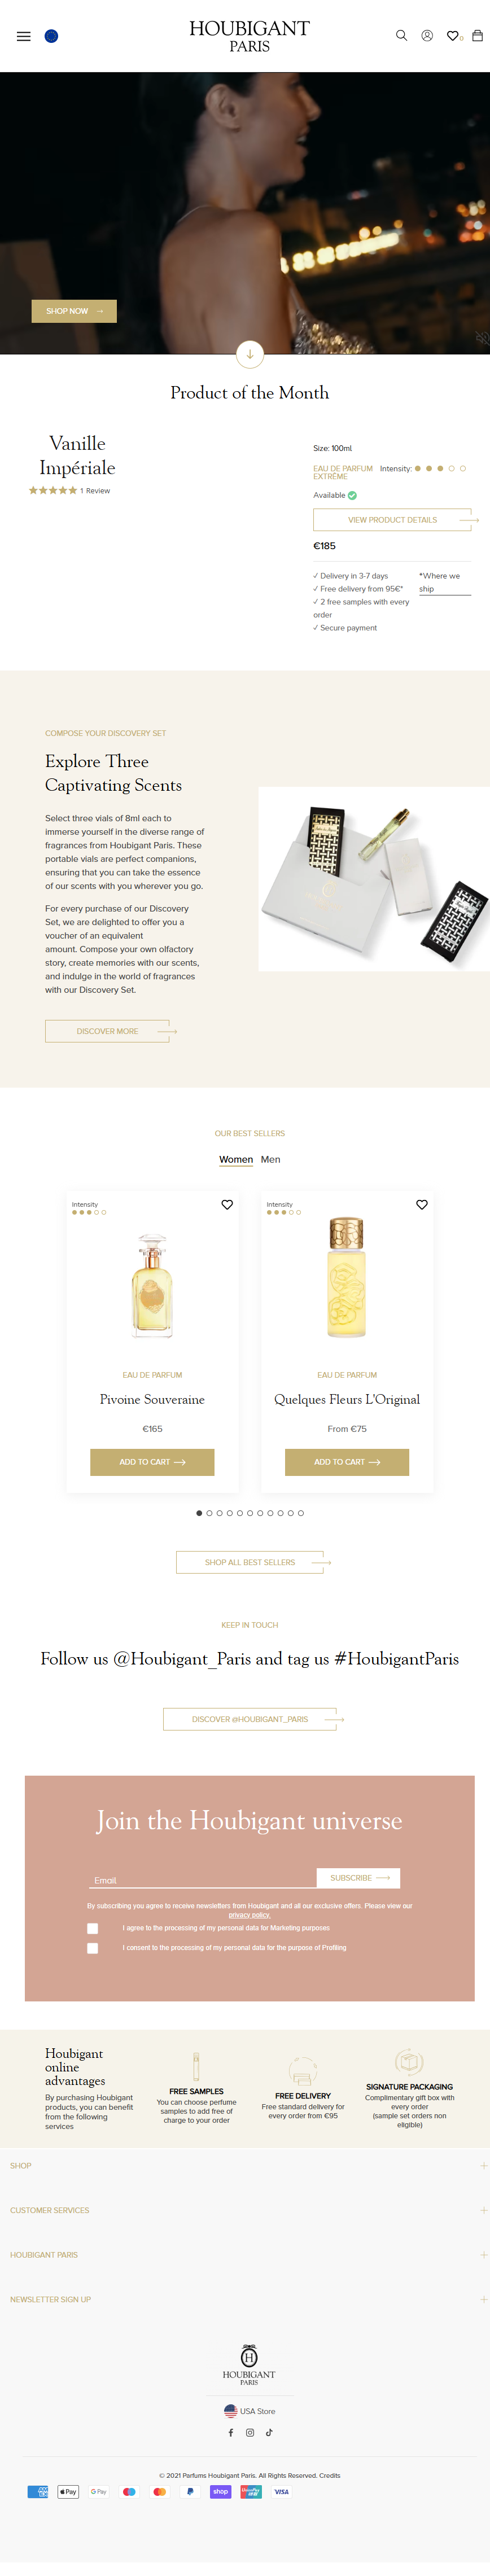 HOUBIGANT
PARIS
0
SHOP NOW →
Product of the Month
Vanille
Impériale
1 Review
Size: 100ml
EAU DE PARFUM
EXTRÊME
Intensity:
Available
VIEW PRODUCT DETAILS
€185
✓ Delivery in 3-7 days
✓ Free delivery from 95€*
✓ 2 free samples with every
order
✓ Secure payment
*Where we
ship
COMPOSE YOUR DISCOVERY SET
Explore Three
Captivating Scents
Select three vials of 8ml each to
immerse yourself in the diverse range of
fragrances from Houbigant Paris. These
portable vials are perfect companions,
ensuring that you can take the essence
of our scents with you wherever you go.
For every purchase of our Discovery
Set, we are delighted to offer you a
voucher of an equivalent
amount. Compose your own olfactory
story, create memories with our scents,
and indulge in the world of fragrances
with our Discovery Set.
DISCOVER MORE
OUR BEST SELLERS
Women Men
Intensity
EAU DE PARFUM
Pivoine Souveraine
€165
ADD TO CART
Intensity
EAU DE PARFUM
Quelques Fleurs L'Original
From €75
ADD TO CART
SHOP ALL BEST SELLERS
KEEP IN TOUCH
Follow us @Houbigant_Paris and tag us #HoubigantParis
DISCOVER @HOUBIGANT_PARIS
Join the Houbigant universe
Email
SUBSCRIBE
By subscribing you agree to receive newsletters from Houbigant and all our exclusive offers. Please view our
privacy policy.
I agree to the processing of my personal data for Marketing purposes
I consent to the processing of my personal data for the purpose of Profiling
Houbigant
online
advantages
By purchasing Houbigant
products, you can benefit
from the following
services
FREE SAMPLES
You can choose perfume
samples to add free of
charge to your order
FREE DELIVERY
Free standard delivery for
every order from €95
SIGNATURE PACKAGING
Complimentary gift box with
every order
(sample set orders non
eligible)
SHOP
CUSTOMER SERVICES
HOUBIGANT PARIS
NEWSLETTER SIGN UP
H
HOUBIGANT
PARIS
USA Store
© 2021 Parfums Houbigant Paris. All Rights Reserved. Credits
AM EX
Pay
G Pay
shop
VISA